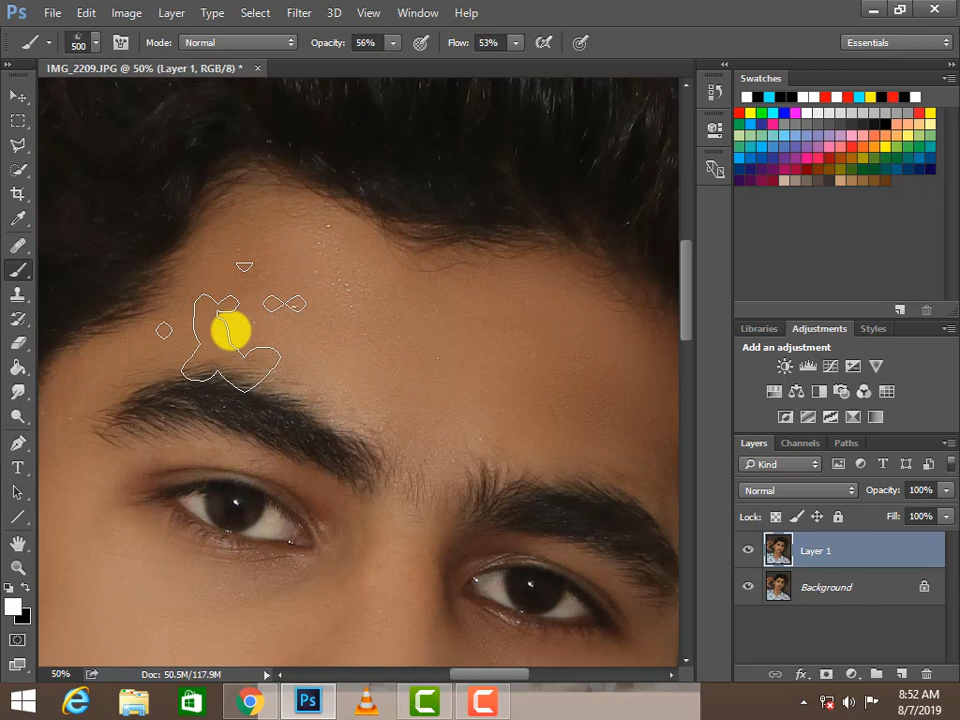 Ps File Edit Image Layer Type Select Filter 3D View Window Help
500 Mode: Normal Opacity: 56% Flow: 53% Essentials
IMG_2209.JPG @ 50% (Layer 1, RGB/8) *
Swatches
Libraries Adjustments Styles
Add an adjustment
Layers Channels Paths
Kind
Normal Opacity: 100%
Lock: Fill: 100%
Layer 1
Background
50% Doc: 50.5M/117.9M
Ps
8:52 AM
8/7/2019